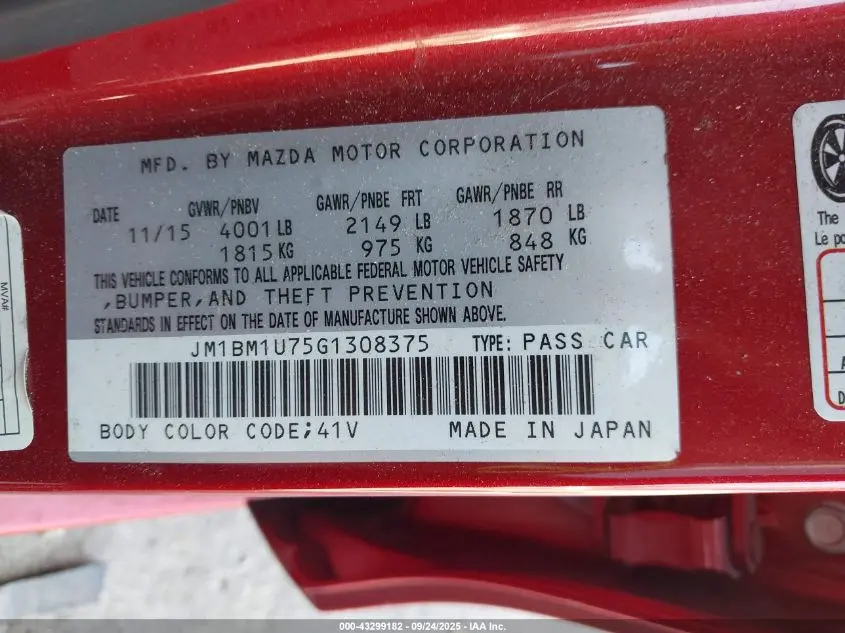 MFD. BY MAZDA MOTOR CORPORATION
DATE GVWR/PNBV GAWR/PNBE FRT GAWR/PNBE RR
11/15 4001 LB 2149 LB 1870 LB
1815 KG 975 KG 848 KG
THIS VEHICLE CONFORMS TO ALL APPLICABLE FEDERAL MOTOR VEHICLE SAFETY
,BUMPER,AND THEFT PREVENTION
STANDARDS IN EFFECT ON THE DATE OF MANUFACTURE SHOWN ABOVE.
JM1BM1U75G1308375 TYPE: PASS CAR
BODY COLOR CODE;41V MADE IN JAPAN
MVA#
The
Le po
A
D
000-43299182 - 09/24/2025 - IAA Inc.